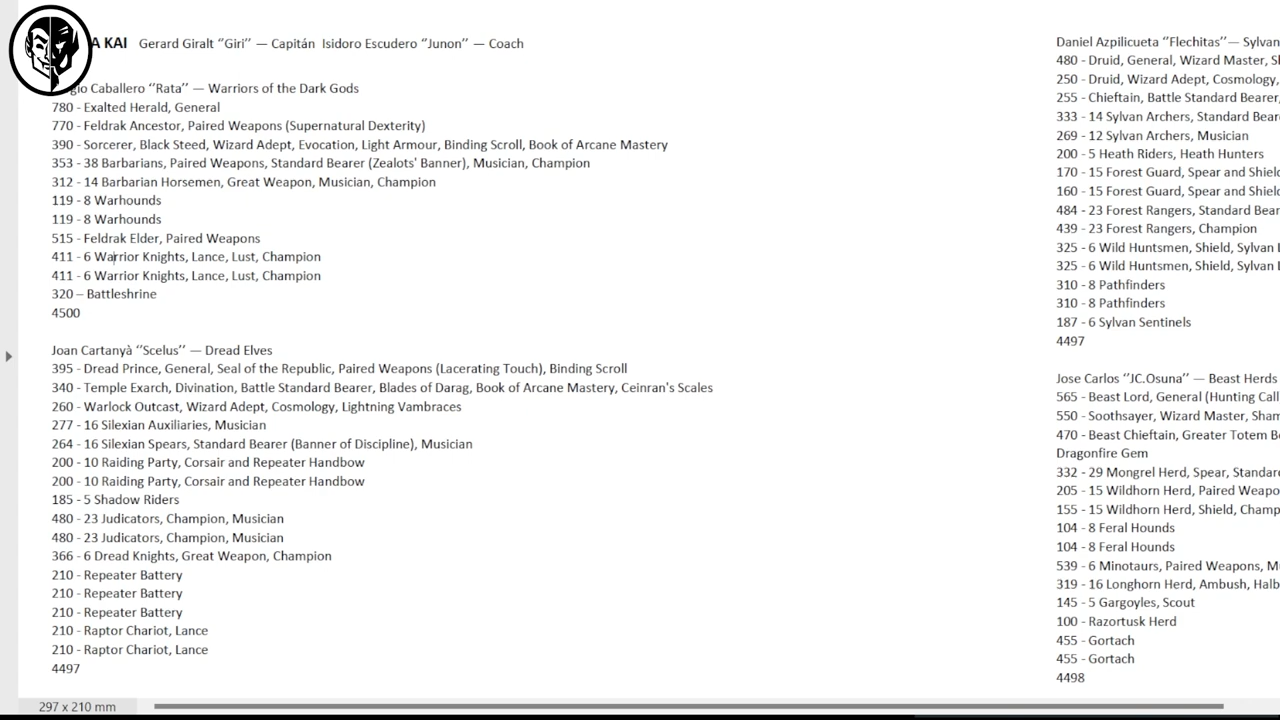 A KAI Gerard Giralt “Giri” — Capitán Isidoro Escudero “Junon” — Coach
Caballero “Rata” — Warriors of the Dark Gods
780 - Exalted Herald, General
770 - Feldrak Ancestor, Paired Weapons (Supernatural Dexterity)
390 - Sorcerer, Black Steed, Wizard Adept, Evocation, Light Armour, Binding Scroll, Book of Arcane Mastery
353 - 38 Barbarians, Paired Weapons, Standard Bearer (Zealots' Banner), Musician, Champion
312 - 14 Barbarian Horsemen, Great Weapon, Musician, Champion
119 - 8 Warhounds
119 - 8 Warhounds
515 - Feldrak Elder, Paired Weapons
411 - 6 Warrior Knights, Lance, Lust, Champion
411 - 6 Warrior Knights, Lance, Lust, Champion
320 – Battleshrine
4500
Joan Cartanyà “Scelus” — Dread Elves
395 - Dread Prince, General, Seal of the Republic, Paired Weapons (Lacerating Touch), Binding Scroll
340 - Temple Exarch, Divination, Battle Standard Bearer, Blades of Darag, Book of Arcane Mastery, Ceinran's Scales
260 - Warlock Outcast, Wizard Adept, Cosmology, Lightning Vambraces
277 - 16 Silexian Auxiliaries, Musician
264 - 16 Silexian Spears, Standard Bearer (Banner of Discipline), Musician
200 - 10 Raiding Party, Corsair and Repeater Handbow
200 - 10 Raiding Party, Corsair and Repeater Handbow
185 - 5 Shadow Riders
480 - 23 Judicators, Champion, Musician
480 - 23 Judicators, Champion, Musician
366 - 6 Dread Knights, Great Weapon, Champion
210 - Repeater Battery
210 - Repeater Battery
210 - Repeater Battery
210 - Raptor Chariot, Lance
210 - Raptor Chariot, Lance
4497
Daniel Azpilicueta “Flechitas”— Sylvan
480 - Druid, General, Wizard Master,
250 - Druid, Wizard Adept, Cosmology,
255 - Chieftain, Battle Standard Bearer,
333 - 14 Sylvan Archers, Standard Bear
269 - 12 Sylvan Archers, Musician
200 - 5 Heath Riders, Heath Hunters
170 - 15 Forest Guard, Spear and Shield
160 - 15 Forest Guard, Spear and Shield
484 - 23 Forest Rangers, Standard Bear
439 - 23 Forest Rangers, Champion
325 - 6 Wild Huntsmen, Shield, Sylvan L
325 - 6 Wild Huntsmen, Shield, Sylvan L
310 - 8 Pathfinders
310 - 8 Pathfinders
187 - 6 Sylvan Sentinels
4497
Jose Carlos “JC.Osuna” — Beast Herds
565 - Beast Lord, General (Hunting Call
550 - Soothsayer, Wizard Master, Sham
470 - Beast Chieftain, Greater Totem Be
Dragonfire Gem
332 - 29 Mongrel Herd, Spear, Standard
205 - 15 Wildhorn Herd, Paired Weapo
155 - 15 Wildhorn Herd, Shield, Champ
104 - 8 Feral Hounds
104 - 8 Feral Hounds
539 - 6 Minotaurs, Paired Weapons, Mu
319 - 16 Longhorn Herd, Ambush, Halb
145 - 5 Gargoyles, Scout
100 - Razortusk Herd
455 - Gortach
455 - Gortach
4498
297 x 210 mm